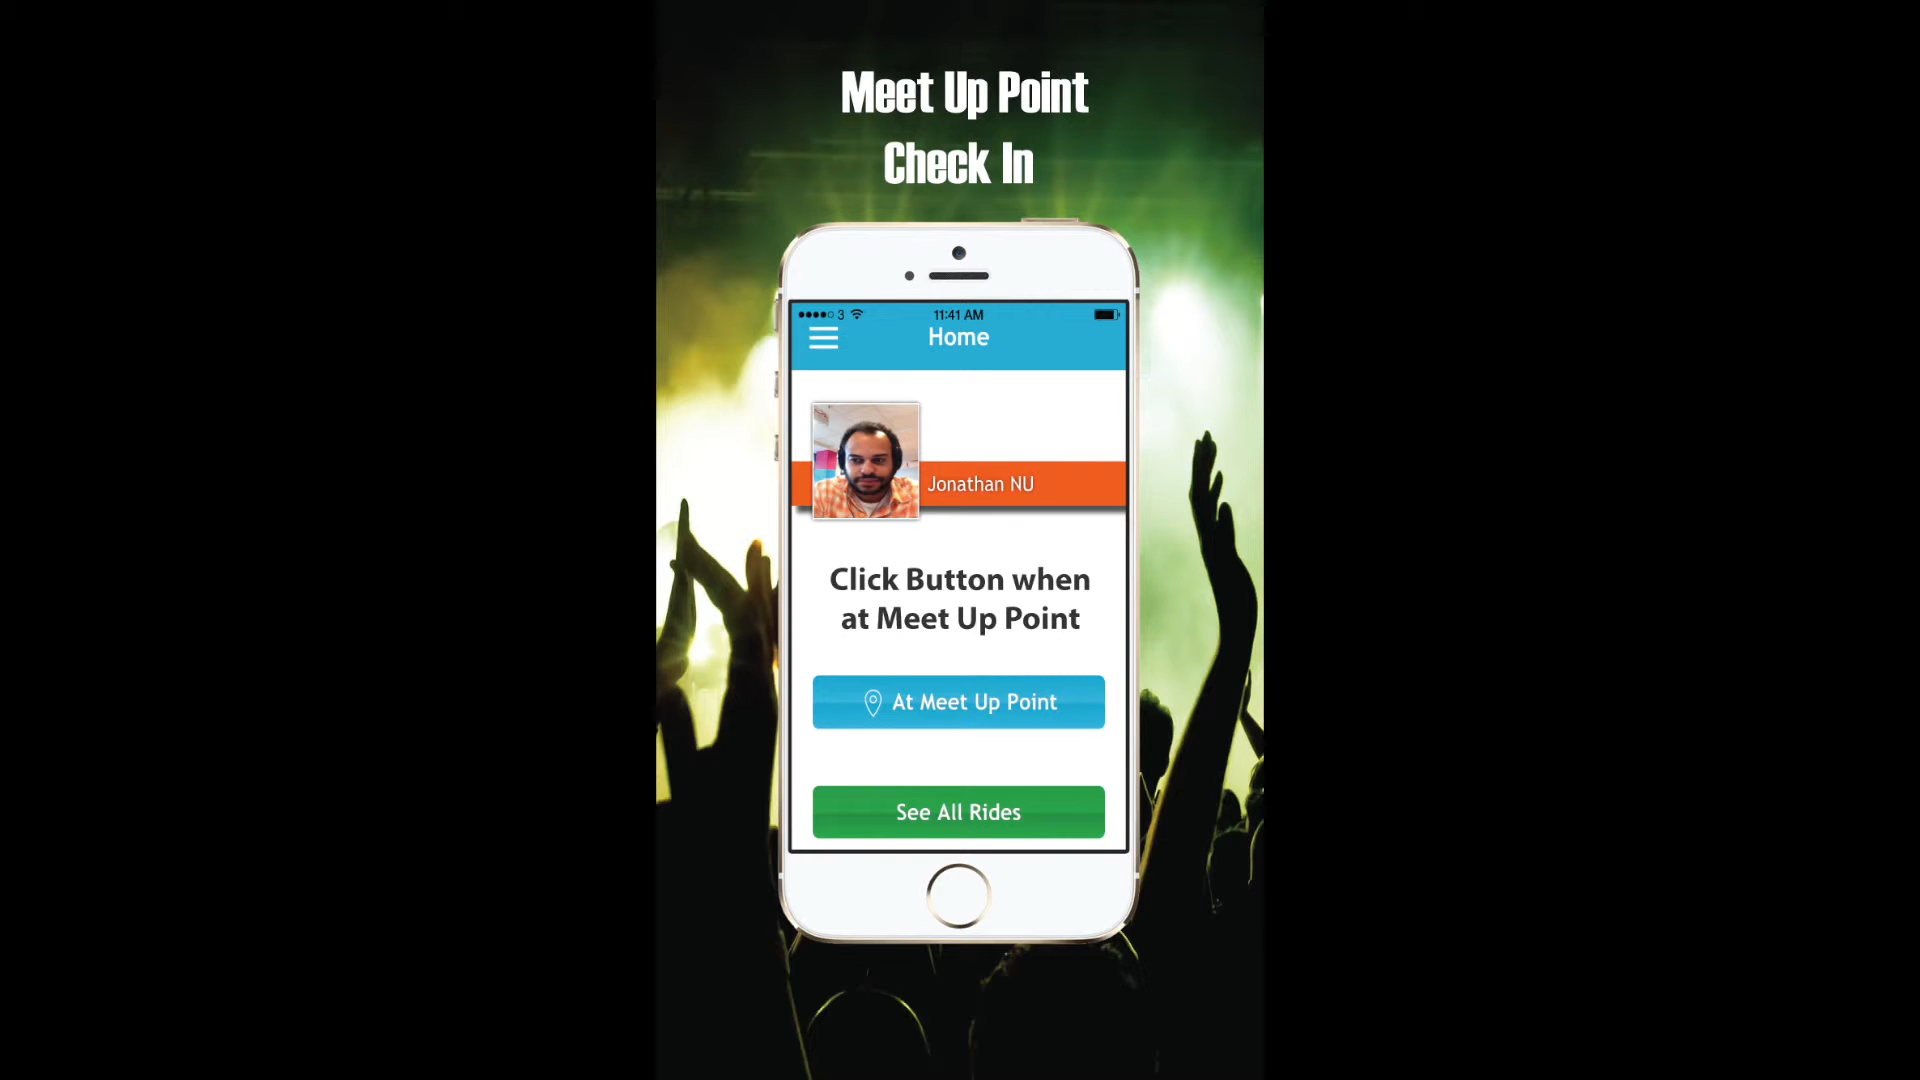 Meet Up Point
Check In
3
11:41 AM
Home
Jonathan NU
Click Button when
at Meet Up Point
At Meet Up Point
See All Rides